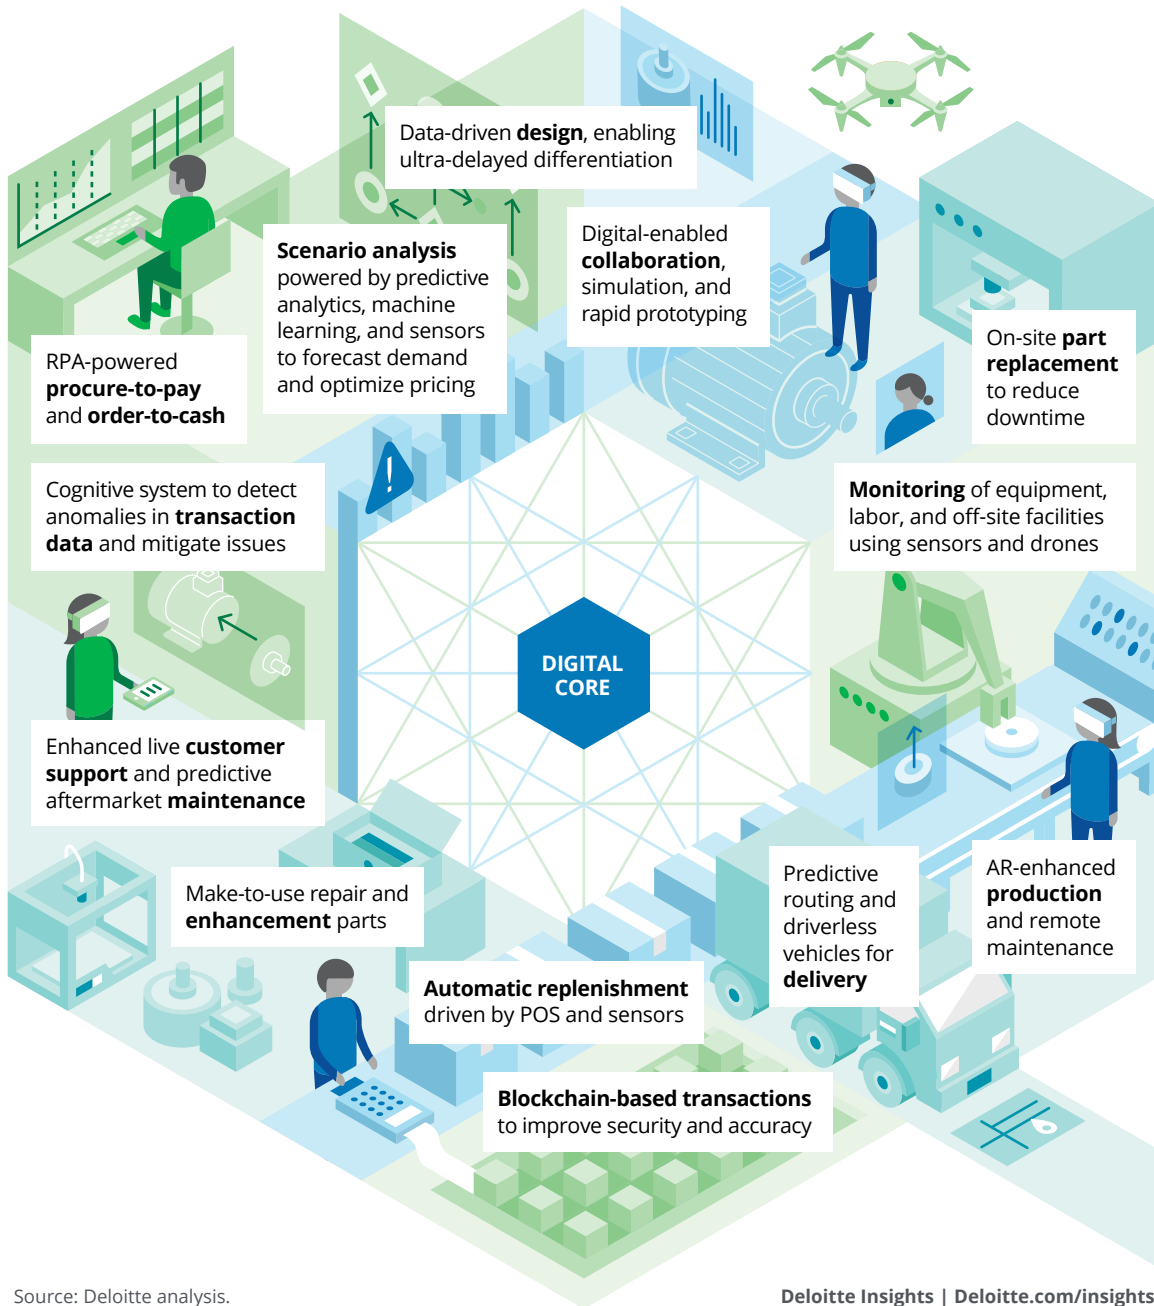 Data-driven design, enabling
ultra-delayed differentiation
Scenario analysis
powered by predictive
analytics, machine
learning, and sensors
to forecast demand
and optimize pricing
Digital-enabled
collaboration,
simulation, and
rapid prototyping
RPA-powered
procure-to-pay
and order-to-cash
On-site part
replacement
to reduce
downtime
Cognitive system to detect
anomalies in transaction
data and mitigate issues
!
Monitoring of equipment,
labor, and off-site facilities
using sensors and drones
DIGITAL
CORE
Enhanced live customer
support and predictive
aftermarket maintenance
Make-to-use repair and
enhancement parts
Predictive
routing and
driverless
vehicles for
delivery
AR-enhanced
production
and remote
maintenance
Automatic replenishment
driven by POS and sensors
Blockchain-based transactions
to improve security and accuracy
Source: Deloitte analysis.
Deloitte Insights | Deloitte.com/insights